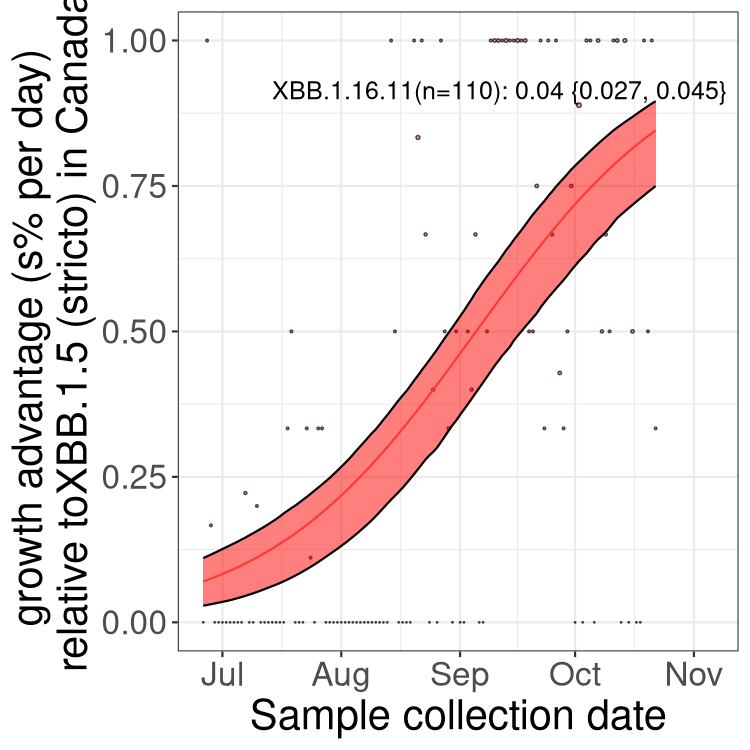 growth advantage (s% per day)
relative toXBB.1.5 (stricto) in Canada
1.00
0.75
0.50
0.25
0.00
XBB.1.16.11(n=110): 0.04 {0.027, 0.045}
Jul Aug Sep Oct Nov
Sample collection date